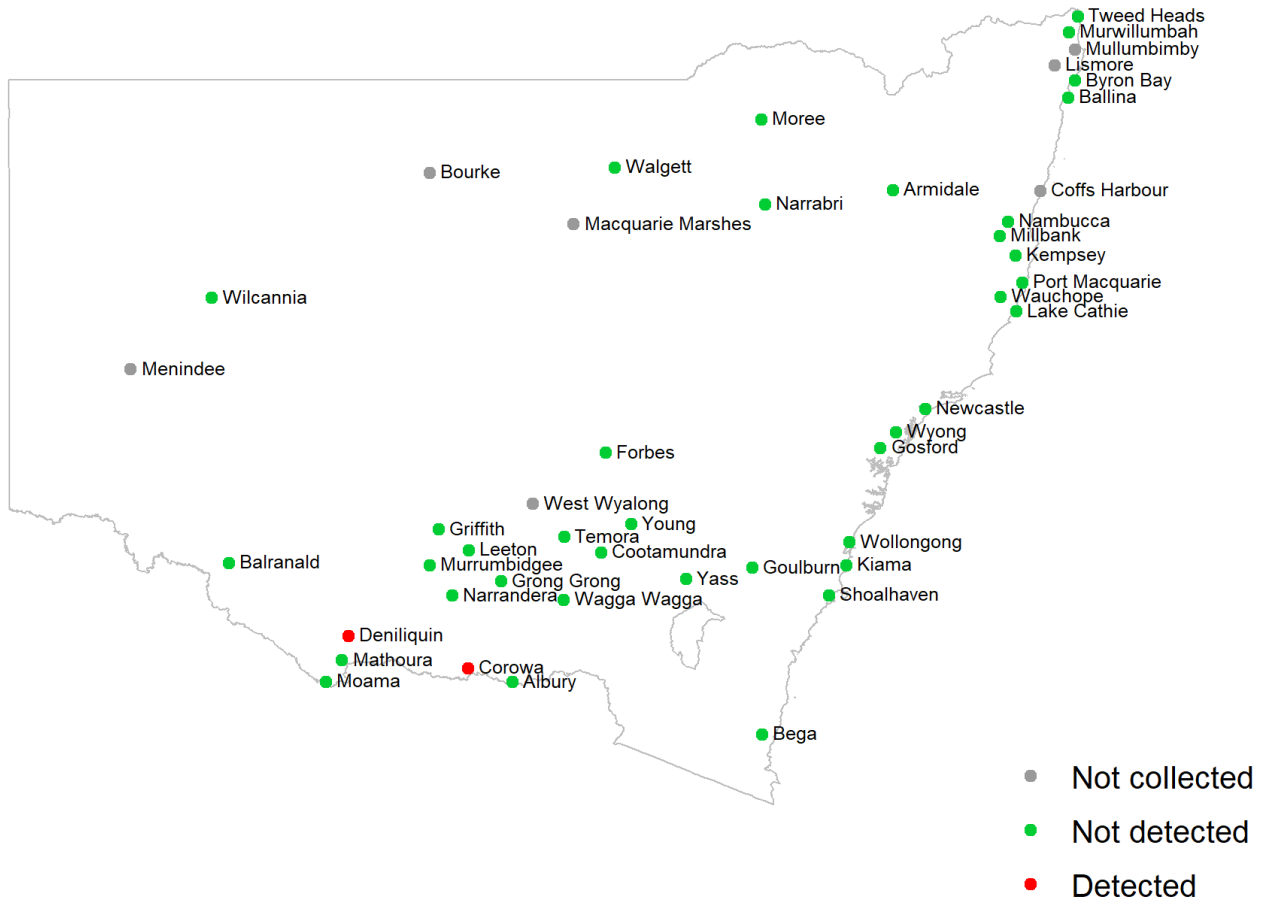 Tweed Heads
Murwillumbah
Mullumbimby
Lismore
Byron Bay
Ballina
Moree
Walgett
Bourke
Armidale
Coffs Harbour
Narrabri
Macquarie Marshes
Nambucca
Millbank
Kempsey
Port Macquarie
Wauchope
Wilcannia
Lake Cathie
Menindee
Newcastle
Wyong
Gosford
Forbes
West Wyalong
Young
Griffith
Temora
Wollongong
Leeton
Cootamundra
Balranald
Murrumbidgee
Goulburn
Kiama
Yass
Grong Grong
Narrandera
Wagga Wagga
Shoalhaven
Deniliquin
Mathoura
Corowa
Moama
Albury
Bega
Not collected
Not detected
Detected